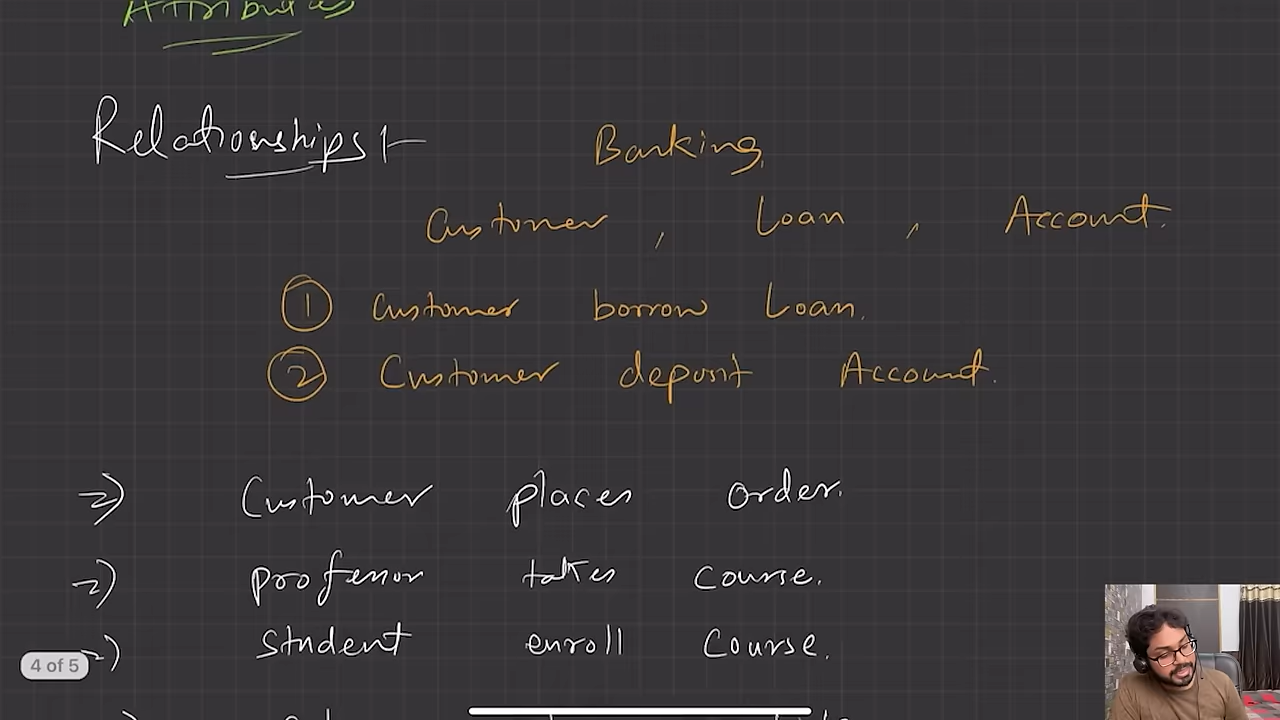 Attributes
Relationships :-
Banking
Customer , Loan , Account.
① Customer borrow Loan.
② Customer deposit Account.
=> Customer places order.
=> professor takes course.
=> student enroll course.
4 of 5